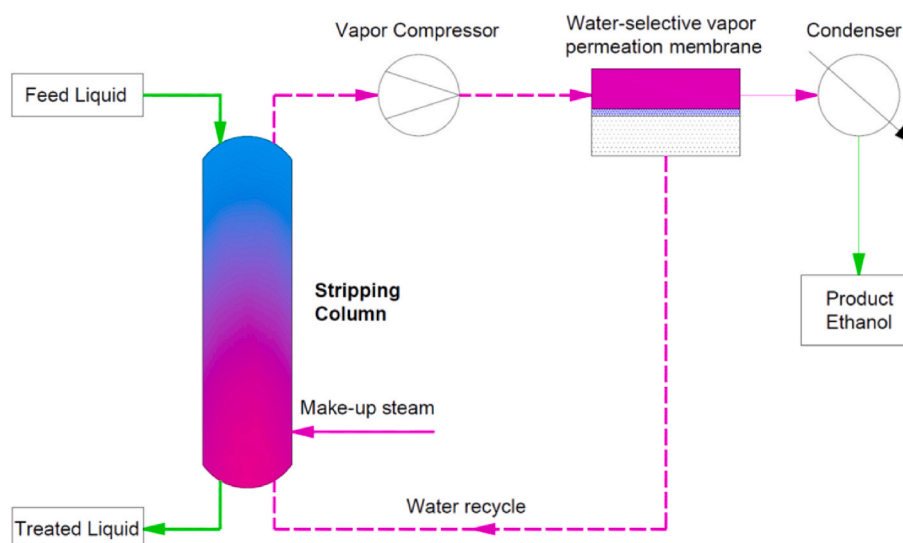 Vapor Compressor
Water-selective vapor
permeation membrane
Condenser
Feed Liquid
Stripping
Column
Product
Ethanol
Make-up steam
Water recycle
Treated Liquid